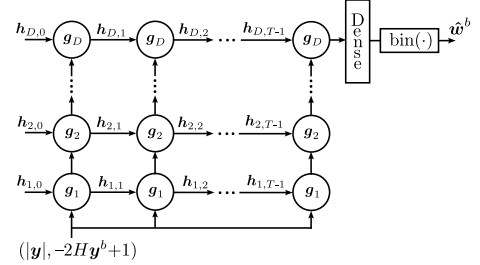 h_{D,0} g_D h_{D,1} g_D h_{D,2} ··· h_{D,T-1} g_D Dense bin(·) ŵ^b
h_{2,0} g_2 h_{2,1} g_2 h_{2,2} ··· h_{2,T-1} g_2
h_{1,0} g_1 h_{1,1} g_1 h_{1,2} ··· h_{1,T-1} g_1
(|y|, -2Hy^b+1)